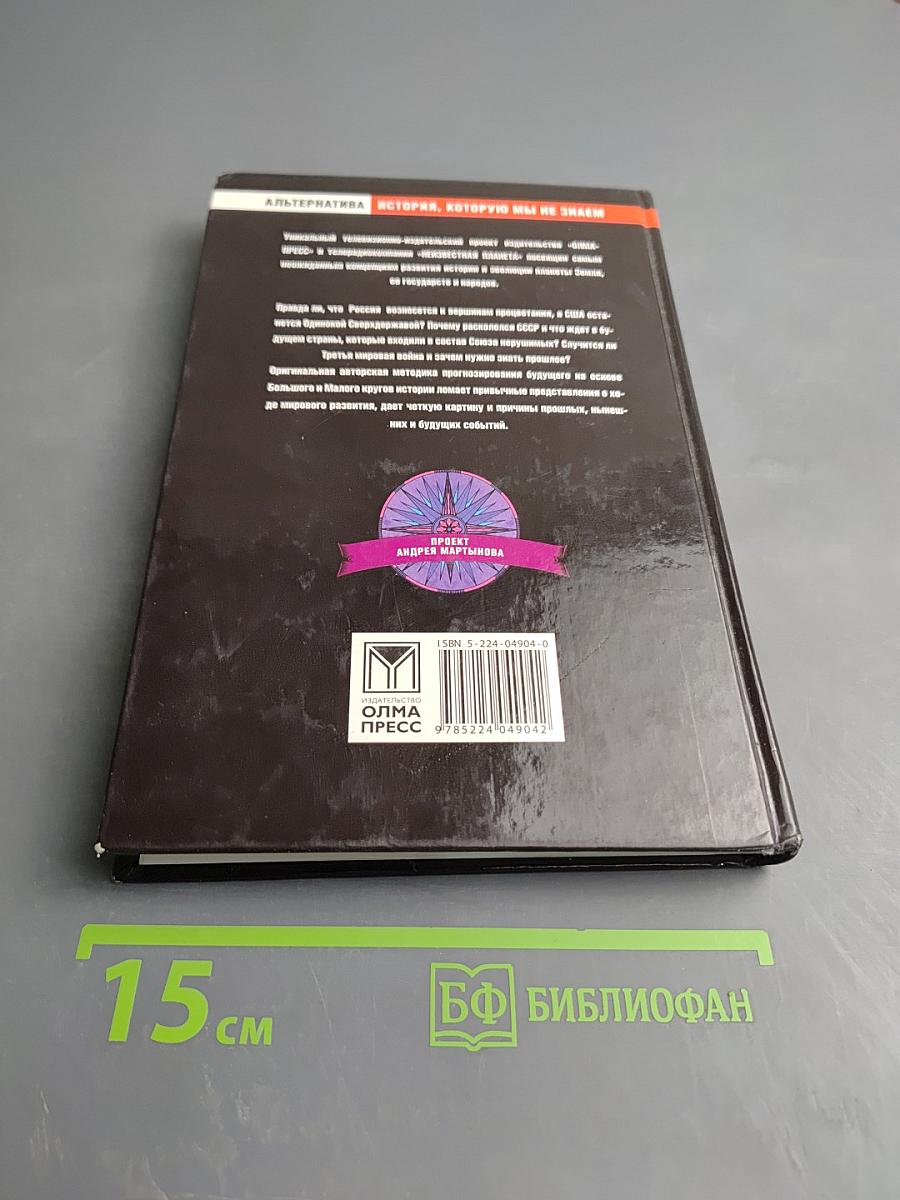 АЛЬТЕРНАТИВА ИСТОРИЯ, КОТОРУЮ МЫ НЕ ЗНАЕМ
Уникальный телевизионно-издательский проект издательства «ОЛМА-
ПРЕСС» и телерадиокомпании «НЕИЗВЕСТНАЯ ПЛАНЕТА» посвящен самым
неожиданным концепциям развития истории и эволюции планеты Земля,
ее государств и народов.
Правда ли, что Россия вознесется к вершинам процветания, а США оста-
нется Одинокой Сверхдержавой? Почему раскололся СССР и что ждет в бу-
дущем страны, которые входили в состав Союза нерушимых? Случится ли
Третья мировая война и зачем нужно знать прошлое?
Оригинальная авторская методика прогнозирования будущего на основе
Большого и Малого кругов истории ломает привычные представления о хо-
де мирового развития, дает четкую картину и причины прошлых, нынеш-
них и будущих событий.
ПРОЕКТ
АНДРЕЯ МАРТЫНОВА
ISBN 5-224-04904-0
ИЗДАТЕЛЬСТВО
ОЛМА
ПРЕСС
9 785224 049042
15 см
БФ БИБЛИОФАН